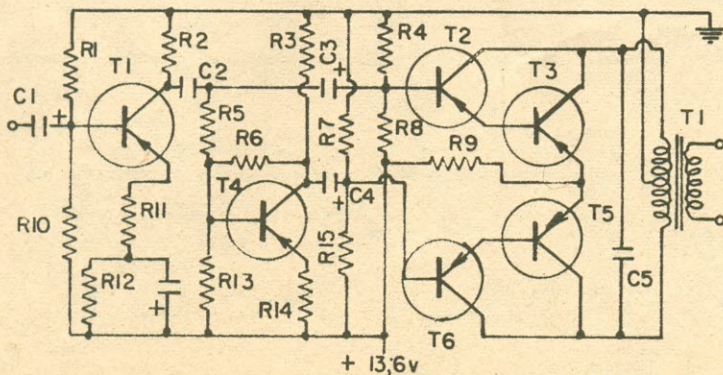 R1
R2
R3
R4
T1
T2
T3
C1
+
C2
C3
+
R5
R6
R7
R8
R9
T4
C4
+
T1
R10
R11
R12
+
R13
R14
R15
T5
T6
C5
+ 13,6v